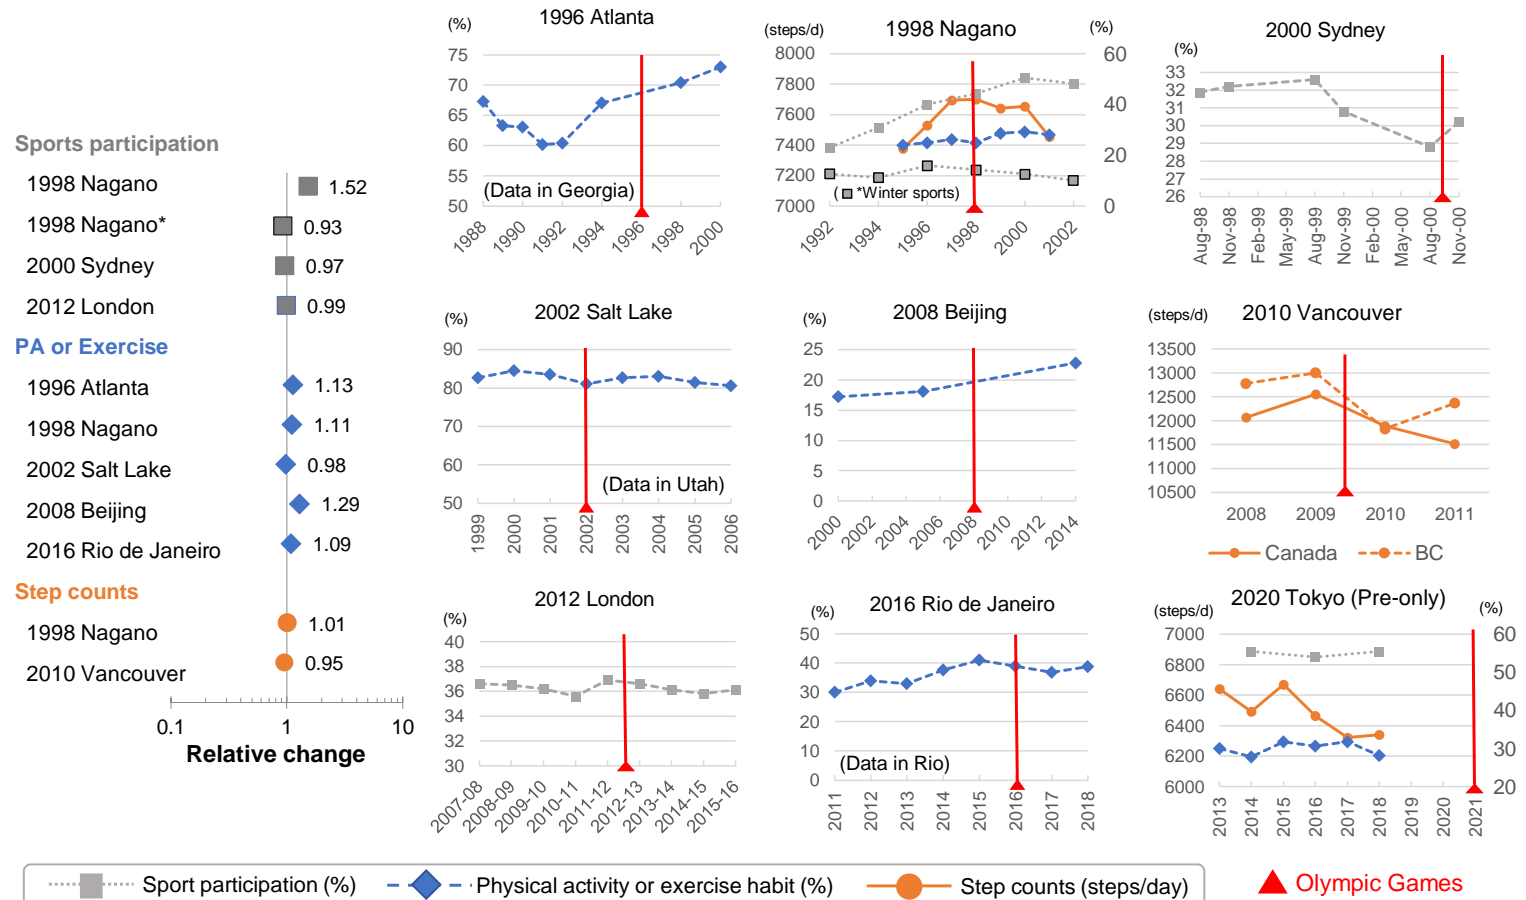 Sports participation
1998 Nagano 1.52
1998 Nagano* 0.93
2000 Sydney 0.97
2012 London 0.99
PA or Exercise
1996 Atlanta 1.13
1998 Nagano 1.11
2002 Salt Lake 0.98
2008 Beijing 1.29
2016 Rio de Janeiro 1.09
Step counts
1998 Nagano 1.01
2010 Vancouver 0.95
0.1 1 10
Relative change
1996 Atlanta
(%)
75
70
65
60
55
50
(Data in Georgia)
1988 1990 1992 1994 1996 1998 2000
1998 Nagano
(steps/d) (%)
8000 60
7800
7600 40
7400
7200 20
7000 0
( *Winter sports)
1992 1994 1996 1998 2000 2002
2000 Sydney
(%)
33
32
31
30
29
28
27
26
Aug-98 Nov-98 Feb-99 May-99 Aug-99 Nov-99 Feb-00 May-00 Aug-00 Nov-00
2002 Salt Lake
(%)
90
80
70
60
50
(Data in Utah)
1999 2000 2001 2002 2003 2004 2005 2006
2008 Beijing
(%)
25
20
15
10
5
0
2000 2002 2004 2006 2008 2010 2012 2014
2010 Vancouver
(steps/d)
13500
13000
12500
12000
11500
11000
10500
2008 2009 2010 2011
Canada BC
2012 London
(%)
40
38
36
34
32
30
2007-08 2008-09 2009-10 2010-11 2011-12 2012-13 2013-14 2014-15 2015-16
2016 Rio de Janeiro
(%)
50
40
30
20
10
0
(Data in Rio)
2011 2012 2013 2014 2015 2016 2017 2018
2020 Tokyo (Pre-only)
(steps/d) (%)
7000 60
6800 50
6600
6400 40
6200 30
6000 20
2013 2014 2015 2016 2017 2018 2019 2020 2021
Sport participation (%) Physical activity or exercise habit (%) Step counts (steps/day) Olympic Games